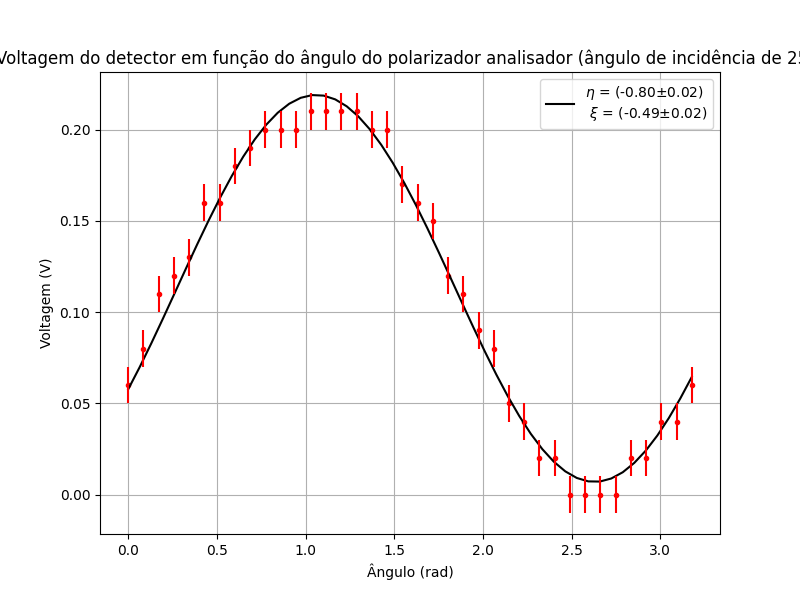 Voltagem do detector em função do ângulo do polarizador analisador (ângulo de incidência de 25
η = (-0.80±0.02)
ξ = (-0.49±0.02)
0.20
0.15
0.10
0.05
0.00
Voltagem (V)
0.0 0.5 1.0 1.5 2.0 2.5 3.0
Ângulo (rad)